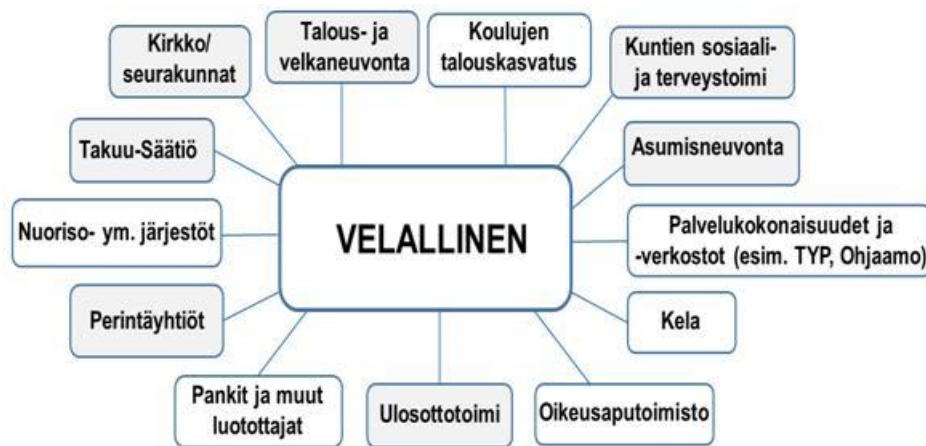 Kirkko/
seurakunnat
Talous- ja
velkaneuvonta
Koulujen
talouskasvatus
Kuntien sosiaali-
ja terveystoimi
Takuu-Säätiö
Asumisneuvonta
Nuoriso- ym. järjestöt
VELALLINEN
Palvelukokonaisuudet ja
-verkostot (esim. TYP, Ohjaamo)
Perintäyhtiöt
Kela
Pankit ja muut
luotottajat
Ulosottotoimi
Oikeusaputoimisto